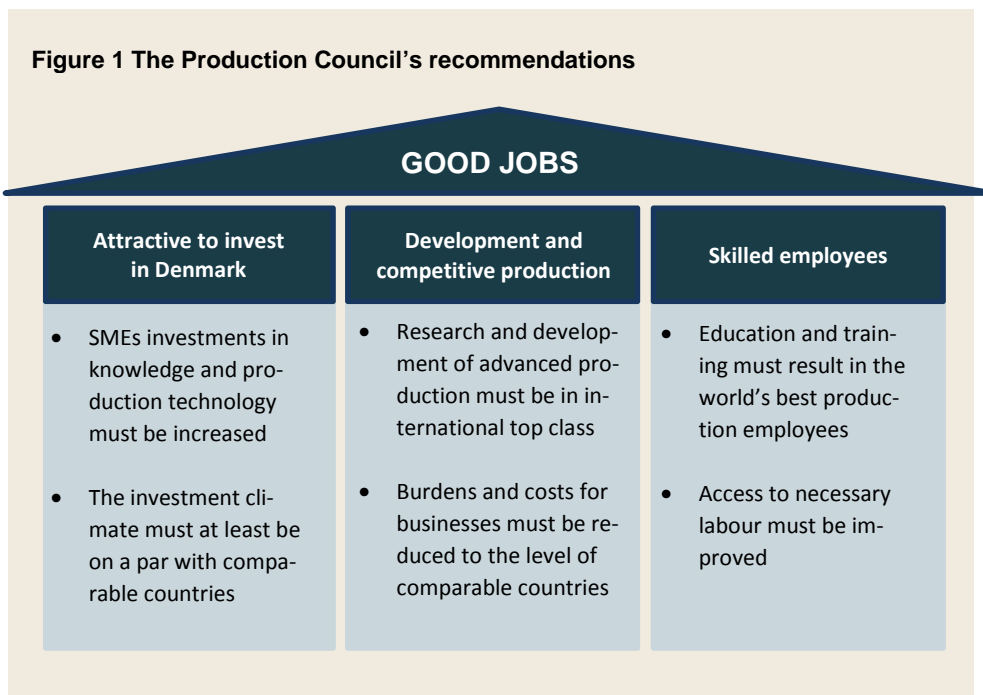 Figure 1 The Production Council's recommendations
GOOD JOBS
Attractive to invest
in Denmark
• SMEs investments in
knowledge and pro-
duction technology
must be increased
• The investment cli-
mate must at least be
on a par with compa-
rable countries
Development and
competitive production
• Research and develop-
ment of advanced pro-
duction must be in in-
ternational top class
• Burdens and costs for
businesses must be re-
duced to the level of
comparable countries
Skilled employees
• Education and train-
ing must result in the
world's best produc-
tion employees
• Access to necessary
labour must be im-
proved